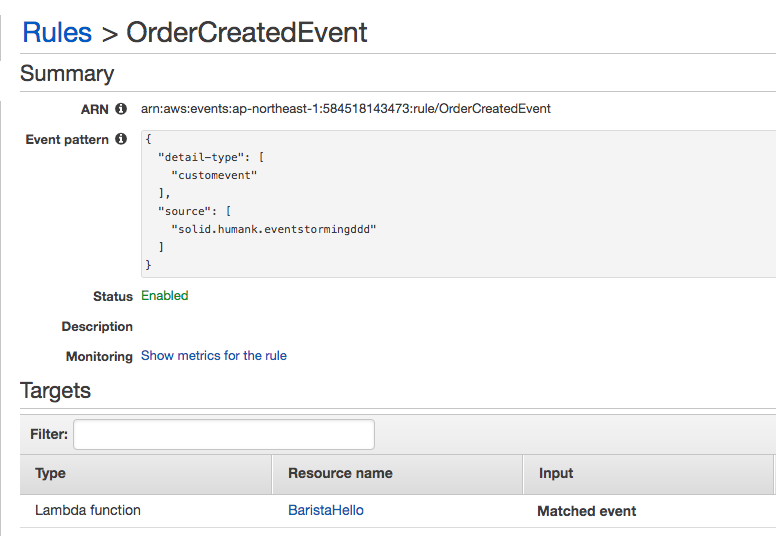 Rules > OrderCreatedEvent
Summary
ARN arn:aws:events:ap-northeast-1:584518143473:rule/OrderCreatedEvent
Event pattern {
"detail-type": [
"customevent"
],
"source": [
"solid.humank.eventstormingddd"
]
}
Status Enabled
Description
Monitoring Show metrics for the rule
Targets
Filter:
Type Resource name Input
Lambda function BaristaHello Matched event